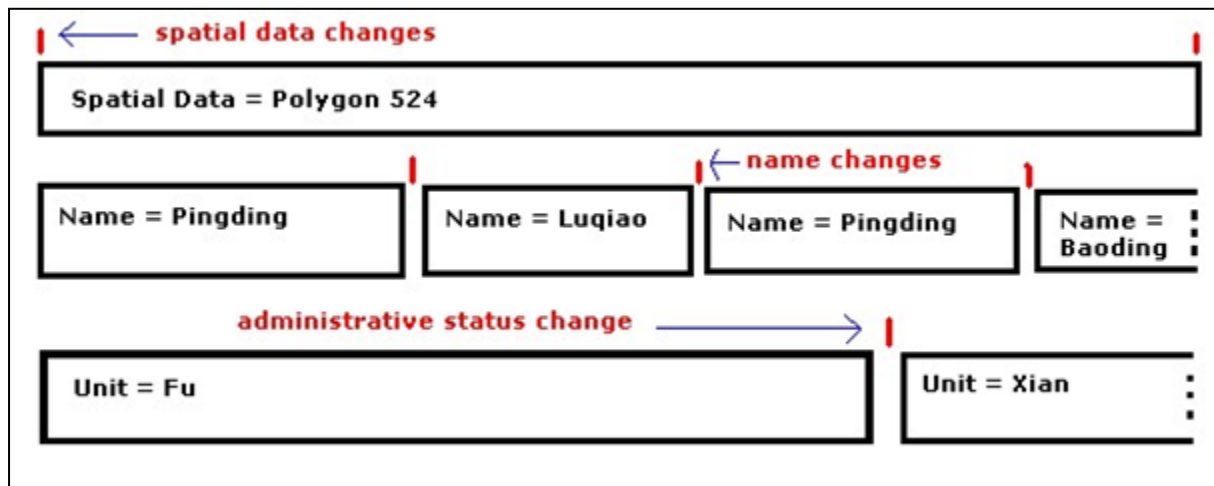 spatial data changes
Spatial Data = Polygon 524
name changes
Name = Pingding
Name = Luqiao
Name = Pingding
Name =
Baoding
administrative status change
Unit = Fu
Unit = Xian